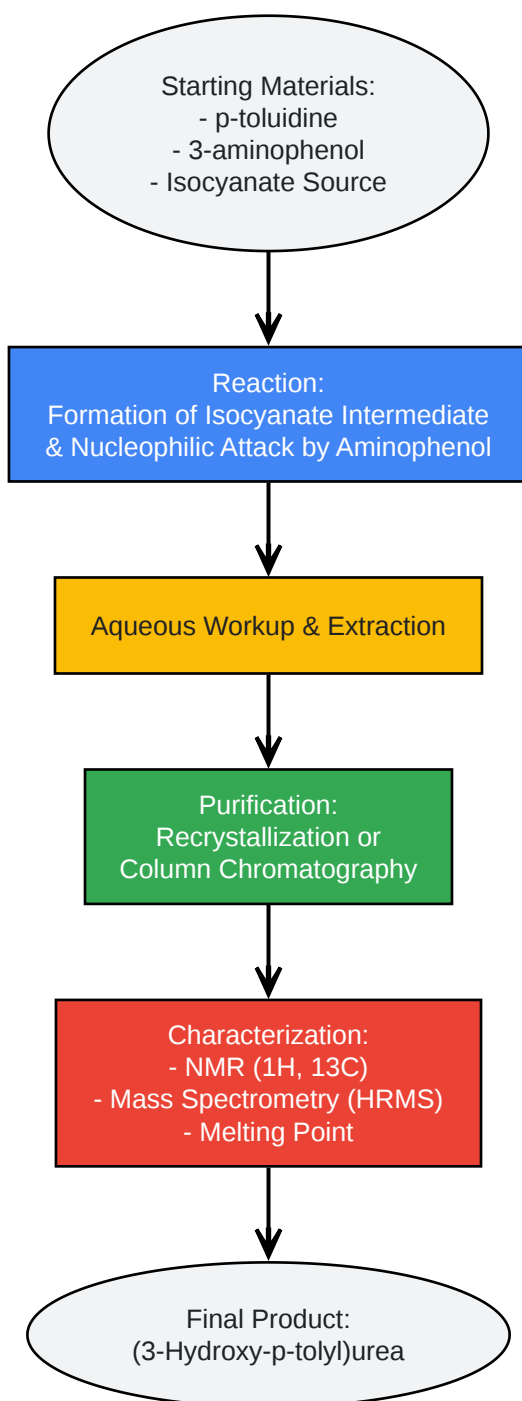 Starting Materials:
- p-toluidine
- 3-aminophenol
- Isocyanate Source
Reaction:
Formation of Isocyanate Intermediate
& Nucleophilic Attack by Aminophenol
Aqueous Workup & Extraction
Purification:
Recrystallization or
Column Chromatography
Characterization:
- NMR (1H, 13C)
- Mass Spectrometry (HRMS)
- Melting Point
Final Product:
(3-Hydroxy-p-tolyl)urea